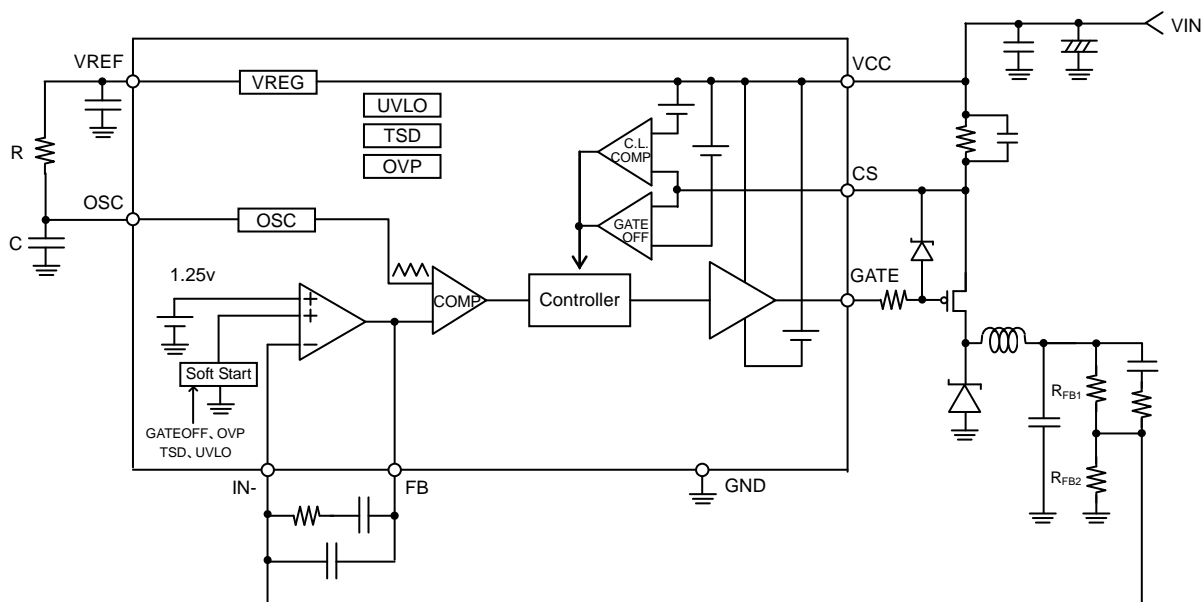 VIN
VREF
VCC
VREG
UVLO
TSD
OVP
R
C.L.
COMP
CS
OSC
OSC
GATE
OFF
C
1.25v
GATE
COMP
Controller
Soft Start
RFB1
GATEOFF、OVP
TSD、UVLO
RFB2
IN-
FB
GND